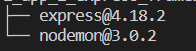 ├── express@4.18.2
└── nodemon@3.0.2